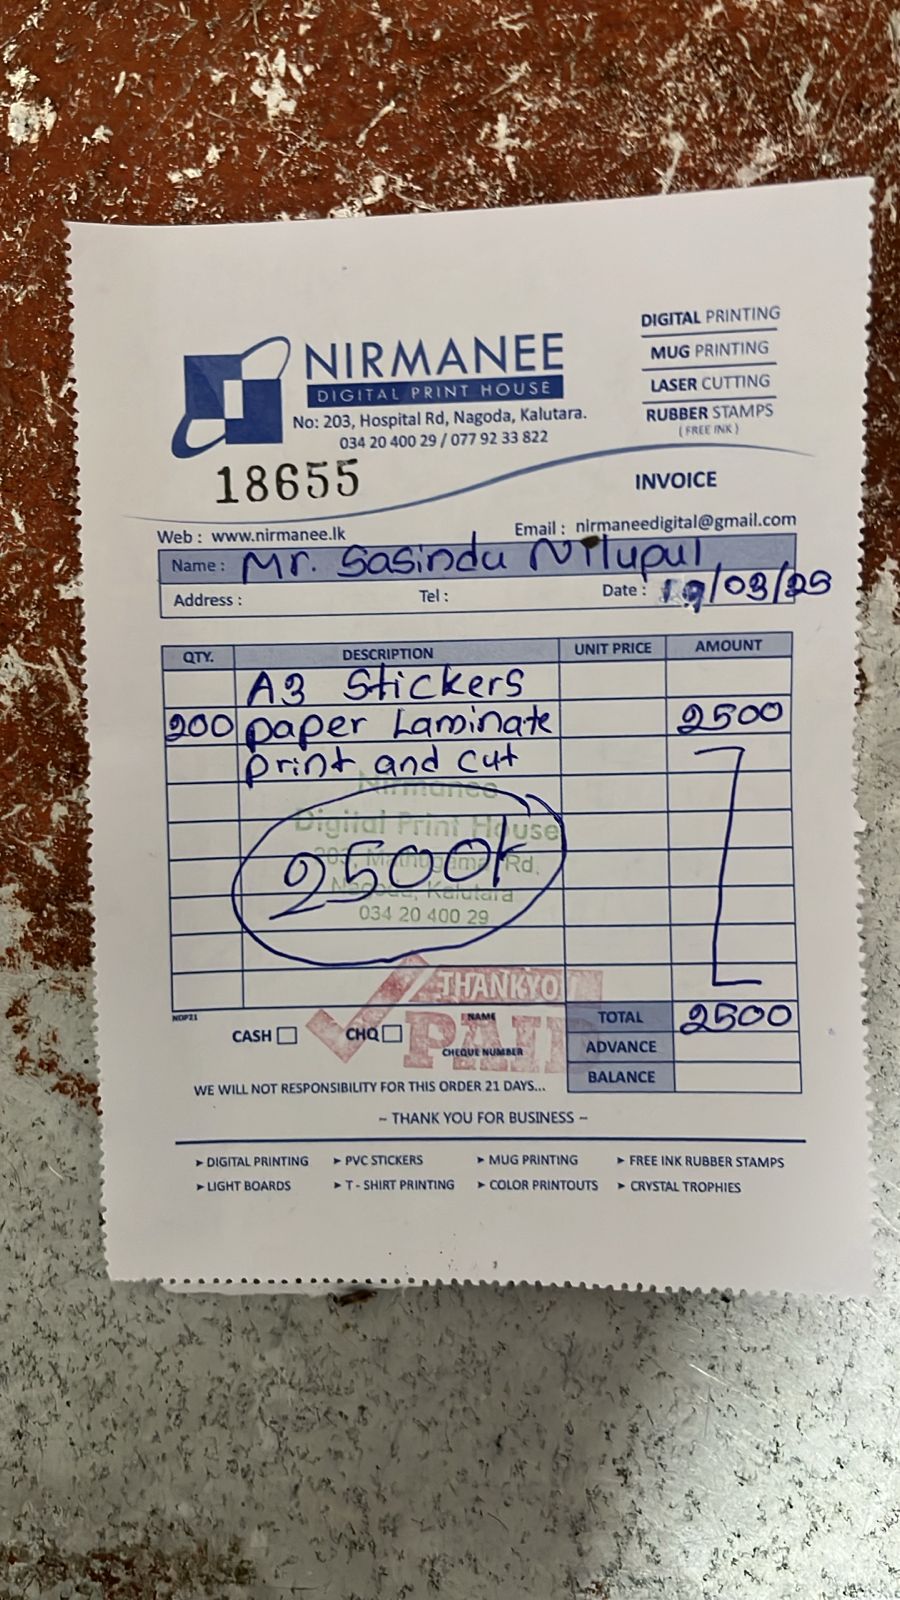 NIRMANEE
DIGITAL PRINT HOUSE
No: 203, Hospital Rd, Nagoda, Kalutara.
034 20 400 29 / 077 92 33 822
DIGITAL PRINTING
MUG PRINTING
LASER CUTTING
RUBBER STAMPS
( FREE INK )
18655
INVOICE
Web : www.nirmanee.lk Email : nirmaneedigital@gmail.com
Name : Mr. Sasindu Nilupul
Address : Tel : Date : /03/25
QTY. DESCRIPTION UNIT PRICE AMOUNT
A3 Stickers
200 paper Laminate 2500
print and cut
Nirmanee
Digital Print House
203, Mathugama Rd,
Nagoda, Kalutara
034 20 400 29
2500/-
THANKYOU
PAID
NDP21
CASH CHQ NAME
CHEQUE NUMBER
TOTAL 2500
ADVANCE
BALANCE
WE WILL NOT RESPONSIBILITY FOR THIS ORDER 21 DAYS...
~ THANK YOU FOR BUSINESS ~
➤ DIGITAL PRINTING ➤ PVC STICKERS ➤ MUG PRINTING ➤ FREE INK RUBBER STAMPS
➤ LIGHT BOARDS ➤ T - SHIRT PRINTING ➤ COLOR PRINTOUTS ➤ CRYSTAL TROPHIES